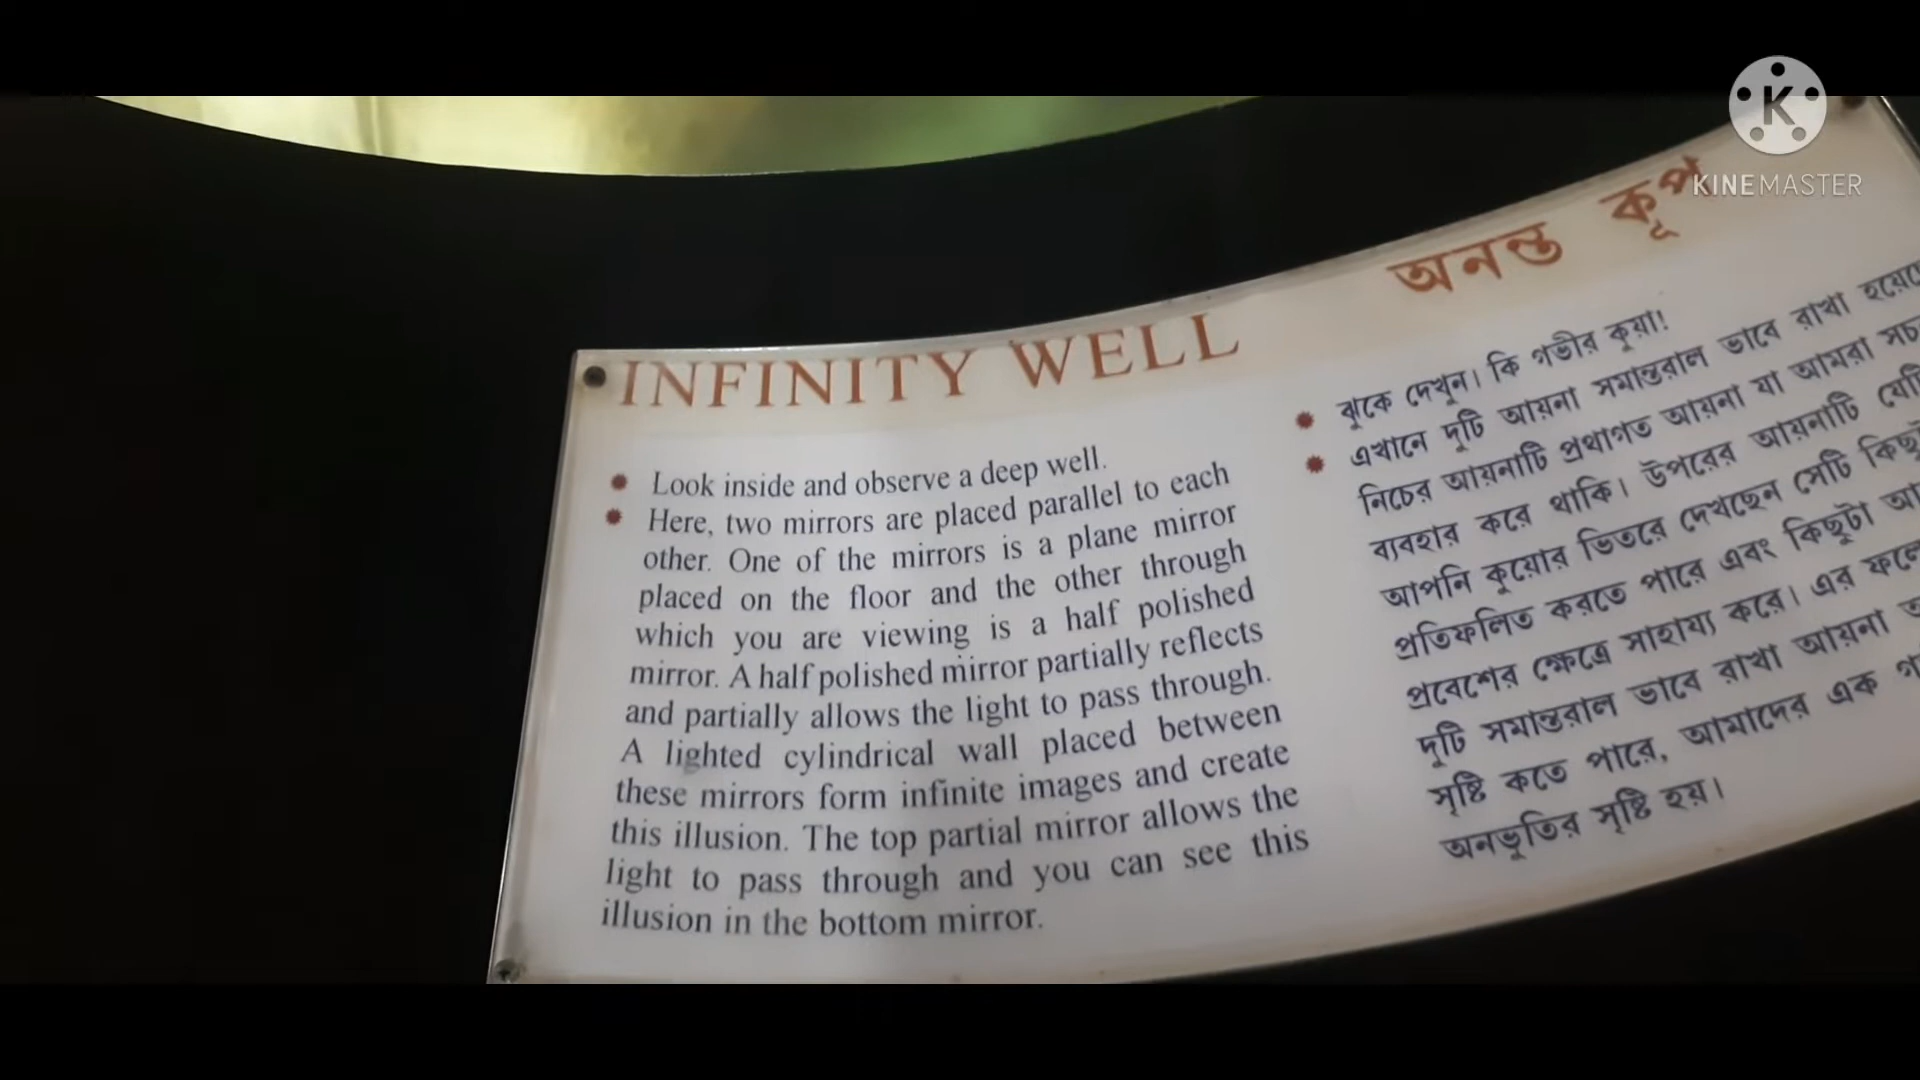 KINEMASTER
INFINITY WELL
Look inside and observe a deep well.
Here, two mirrors are placed parallel to each
other. One of the mirrors is a plane mirror
placed on the floor and the other through
which you are viewing is a half polished
mirror. A half polished mirror partially reflects
and partially allows the light to pass through.
A lighted cylindrical wall placed between
these mirrors form infinite images and create
this illusion. The top partial mirror allows the
light to pass through and you can see this
illusion in the bottom mirror.
অনন্ত কূপ
ঝুকে দেখুন। কি গভীর কুয়া!
এখানে দুটি আয়না সমান্তরাল ভাবে রাখা
নিচের আয়নাটি প্রথাগত আয়না যা আমরা
ব্যবহার করে থাকি। উপরের আয়নাটি
আপনি কুয়োর ভিতরে দেখছেন সেটি
প্রতিফলিত করতে পারে এবং কিছুটা
প্রবেশের ক্ষেত্রে সাহায্য করে। এর
দুটি সমান্তরাল ভাবে রাখা আয়না
সৃষ্টি কতে পারে, আমাদের এক
অনভূতির সৃষ্টি হয়।